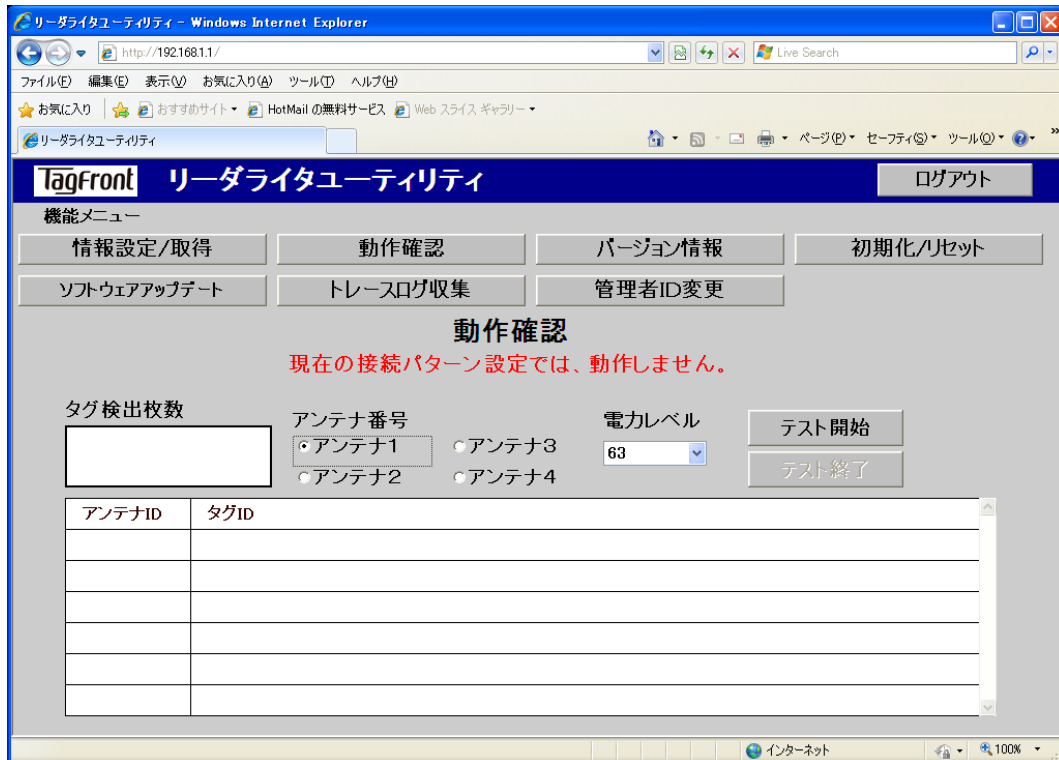 リーダライタユーティリティ - Windows Internet Explorer
http://192.168.1.1/
Live Search
ファイル(F) 編集(E) 表示(V) お気に入り(A) ツール(T) ヘルプ(H)
お気に入り おすすめサイト HotMail の無料サービス Web スライス ギャラリー
リーダライタユーティリティ
ページ(P) セーフティ(S) ツール(O)
TagFront リーダライタユーティリティ ログアウト
機能メニュー
情報設定/取得 動作確認 バージョン情報 初期化/リセット
ソフトウェアアップデート トレースログ収集 管理者ID変更
動作確認
現在の接続パターン設定では、動作しません。
タグ検出枚数 アンテナ番号 電力レベル
アンテナ1 アンテナ3 63 テスト開始
アンテナ2 アンテナ4 テスト終了
アンテナID タグID
インターネット 100%